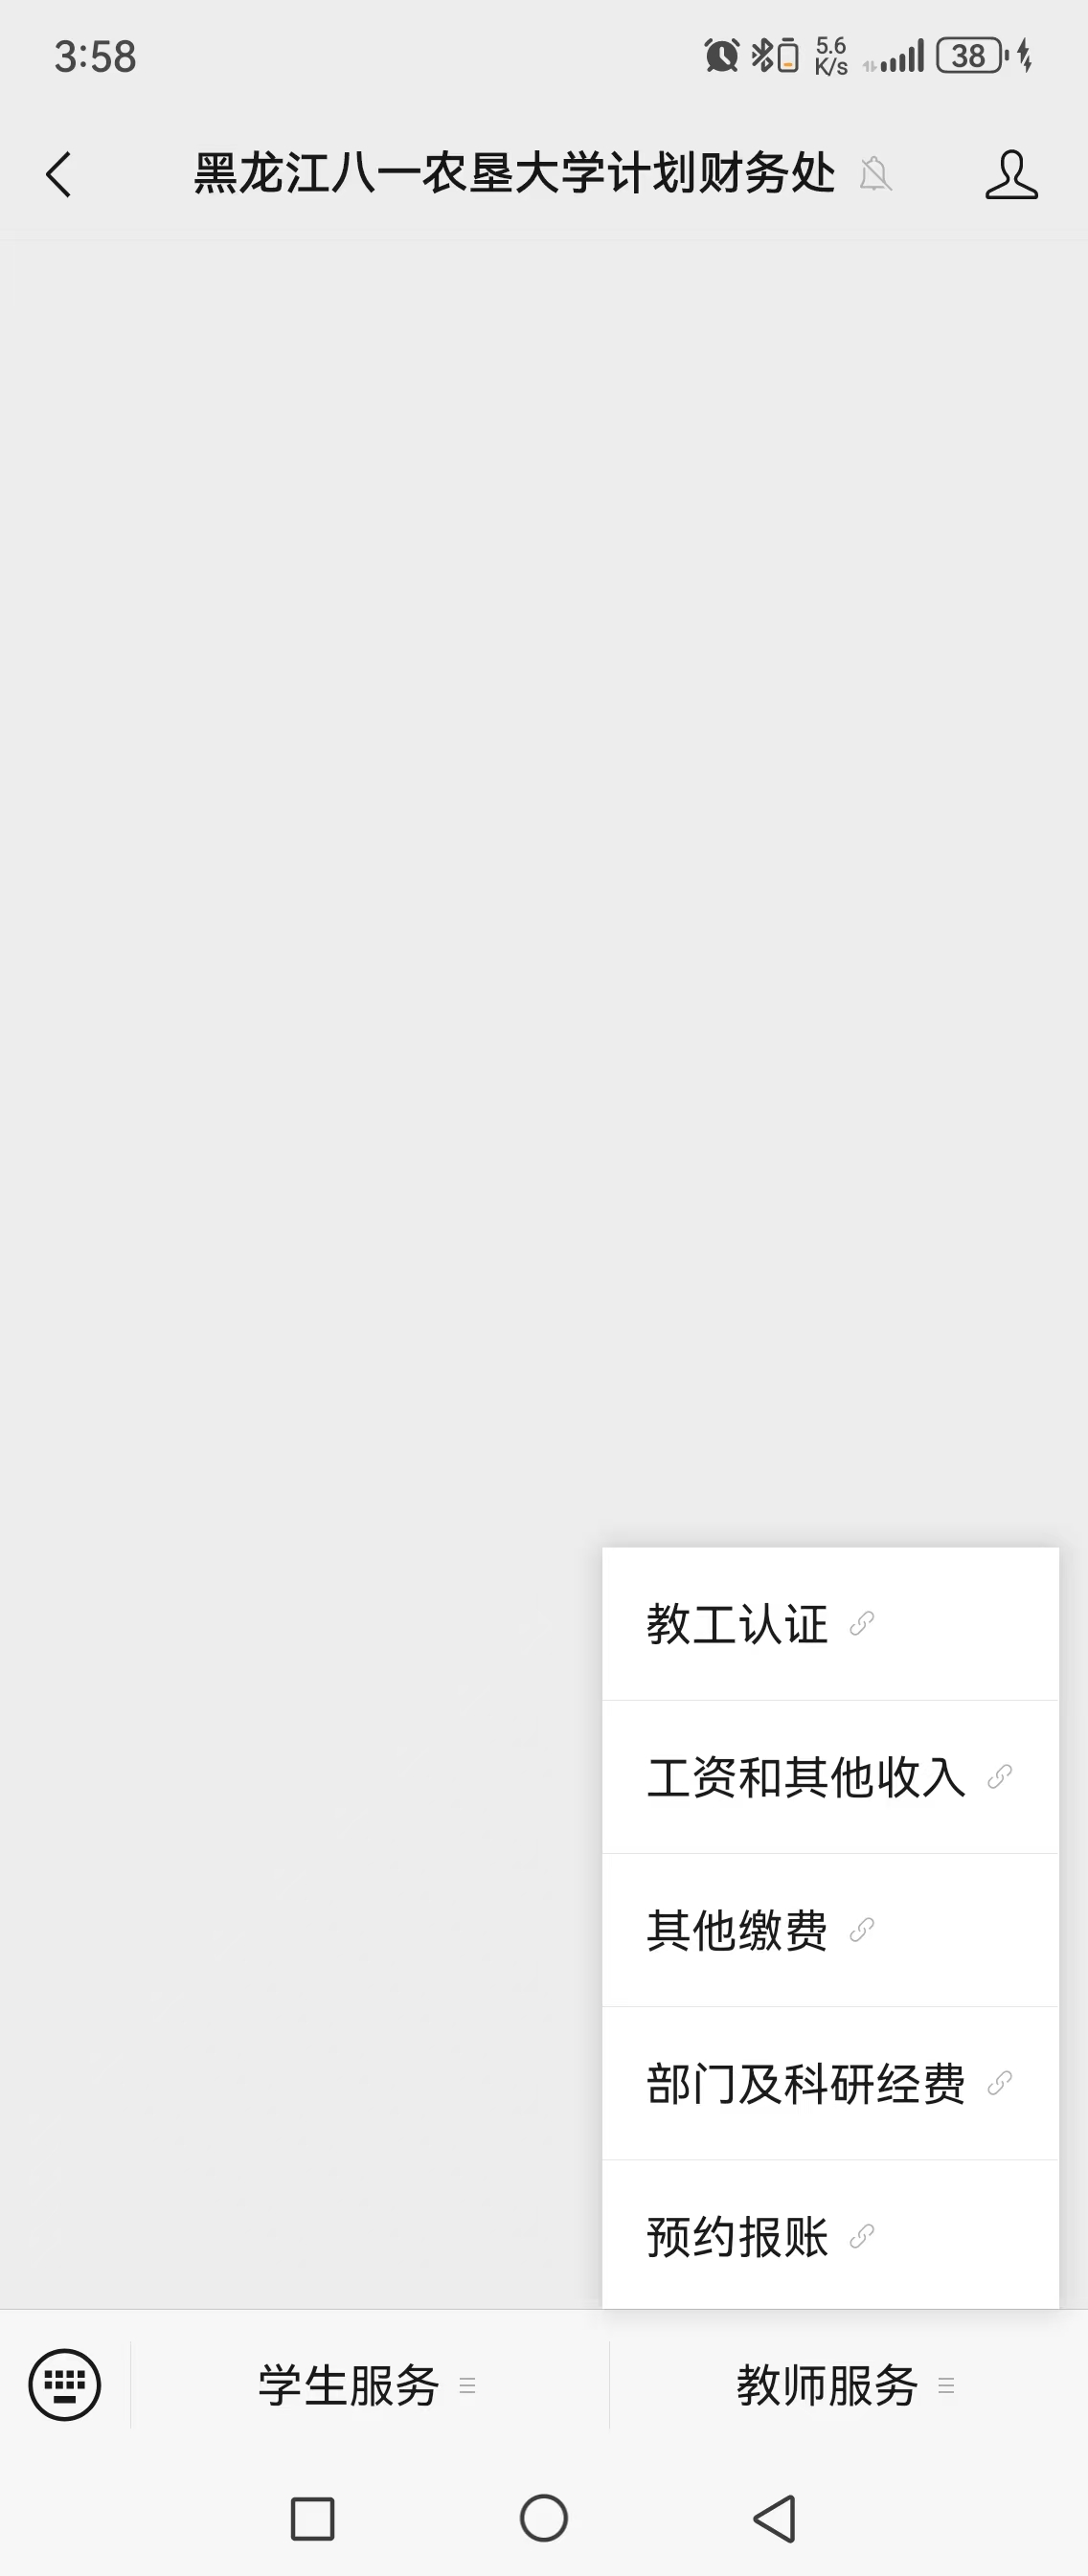 3:58
5.6
K/s
38
黑龙江八一农垦大学计划财务处
教工认证
工资和其他收入
其他缴费
部门及科研经费
预约报账
学生服务
教师服务